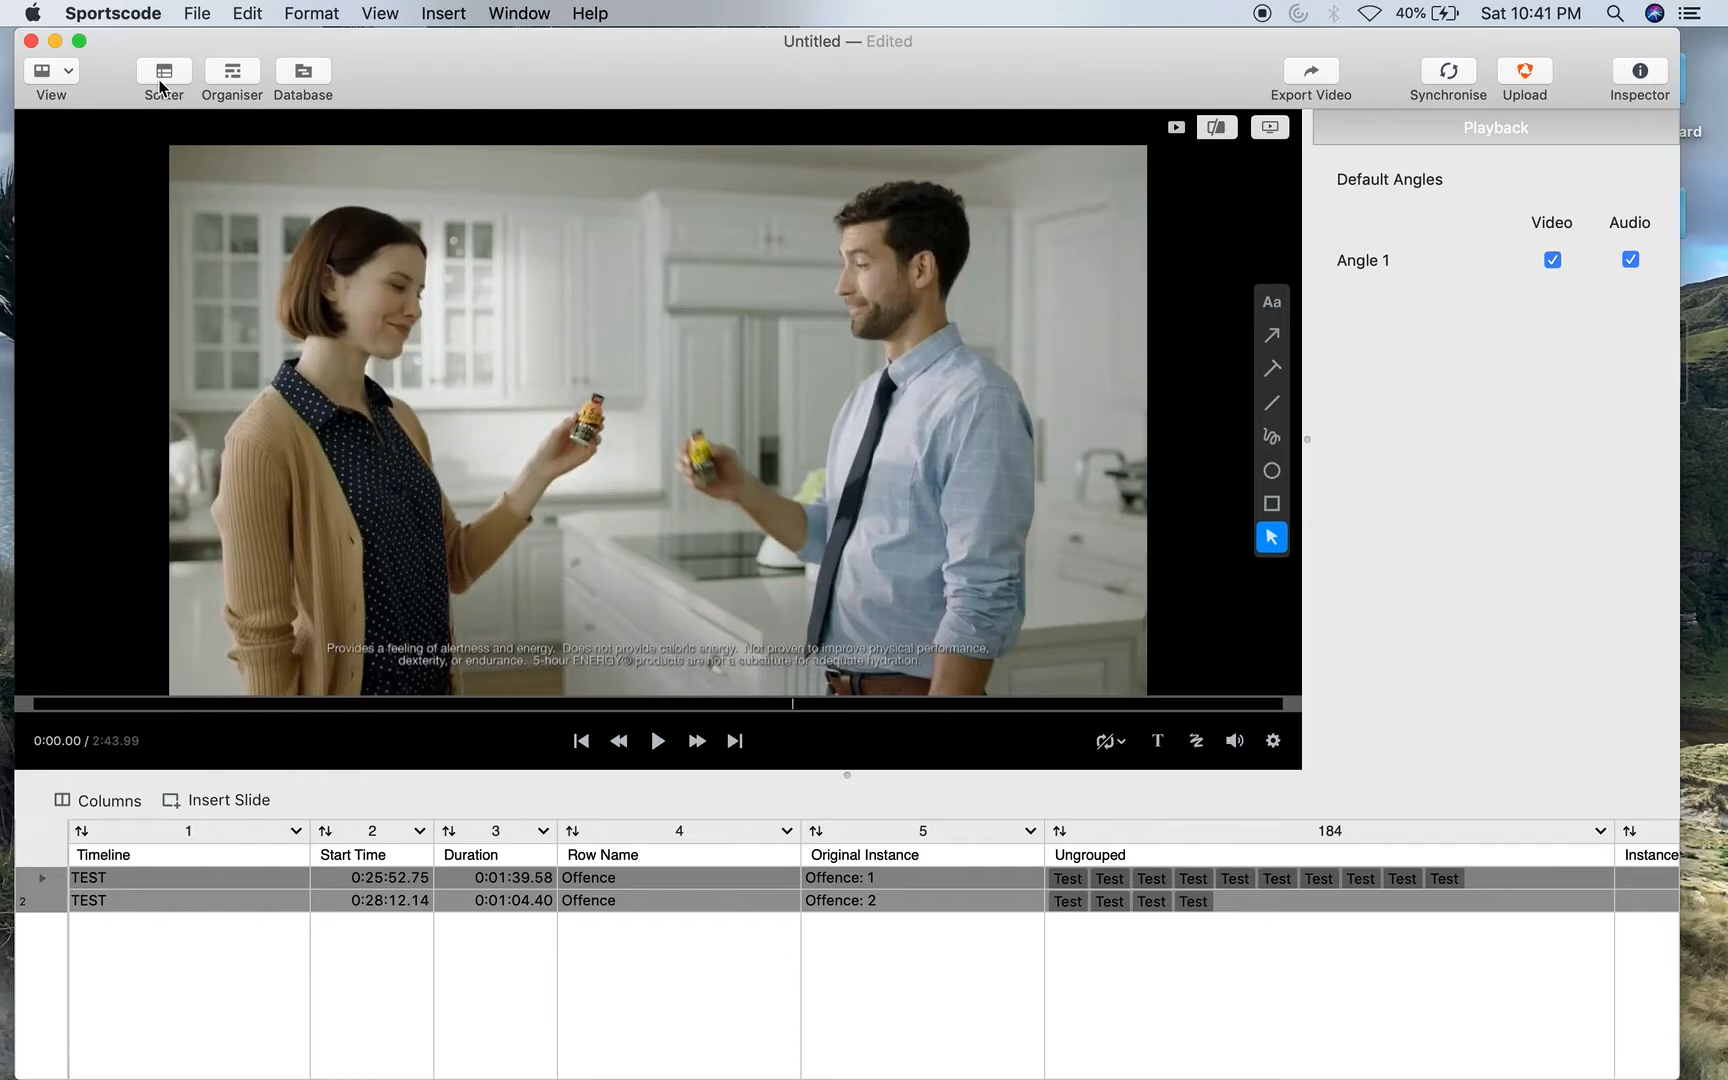 Sportscode File Edit Format View Insert Window Help 40% Sat 10:41 PM
Untitled — Edited
View Sorter Organiser Database Export Video Synchronise Upload Inspector
ard
Playback
Default Angles
Video Audio
Angle 1
Aa
Provides a feeling of alertness and energy. Does not provide caloric energy. Not proven to improve physical performance,
dexterity, or endurance. 5-hour ENERGY® products are not a substitute for adequate hydration.
0:00.00 / 2:43.99
T
Columns Insert Slide
1 2 3 4 5 184
Timeline Start Time Duration Row Name Original Instance Ungrouped Instance
TEST 0:25:52.75 0:01:39.58 Offence Offence: 1 Test Test Test Test Test Test Test Test Test Test
2 TEST 0:28:12.14 0:01:04.40 Offence Offence: 2 Test Test Test Test